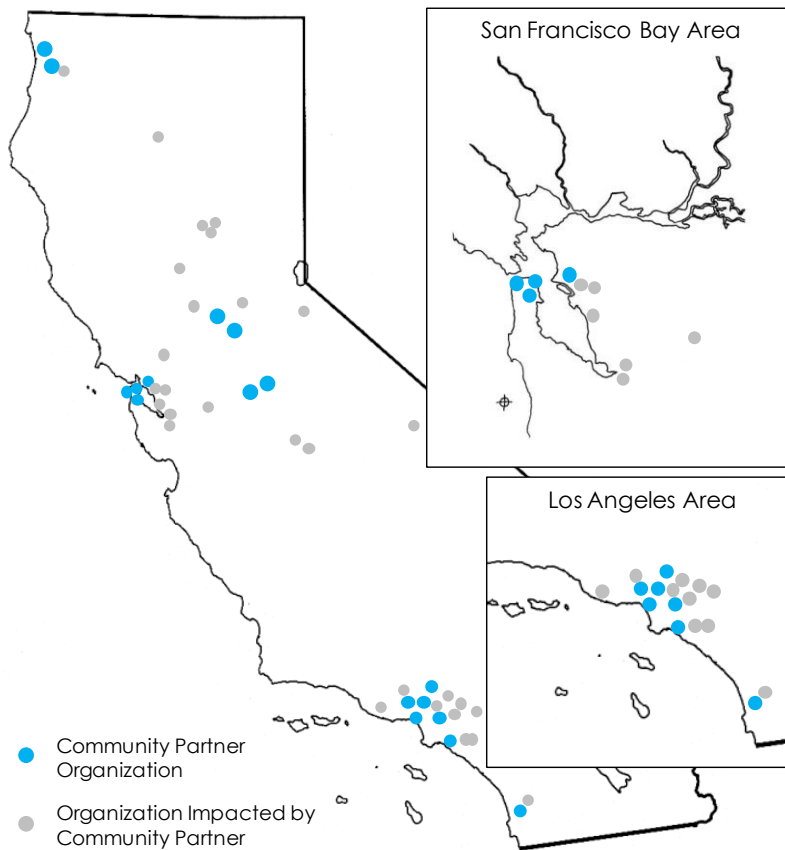 San Francisco Bay Area
Los Angeles Area
Community Partner
Organization
Organization Impacted by
Community Partner